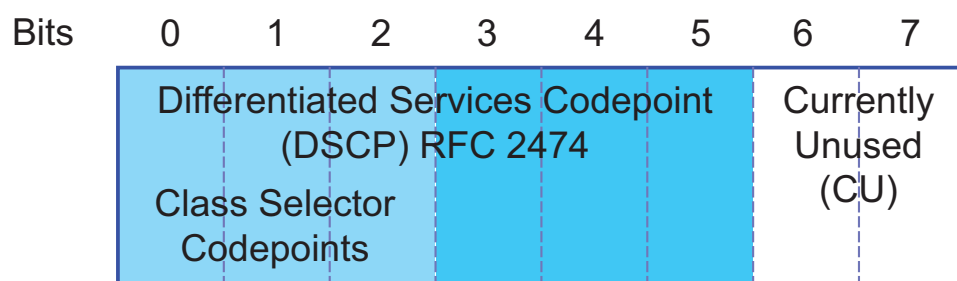 Bits 0 1 2 3 4 5 6 7
Differentiated Services Codepoint
(DSCP) RFC 2474
Class Selector
Codepoints
Currently
Unused
(CU)